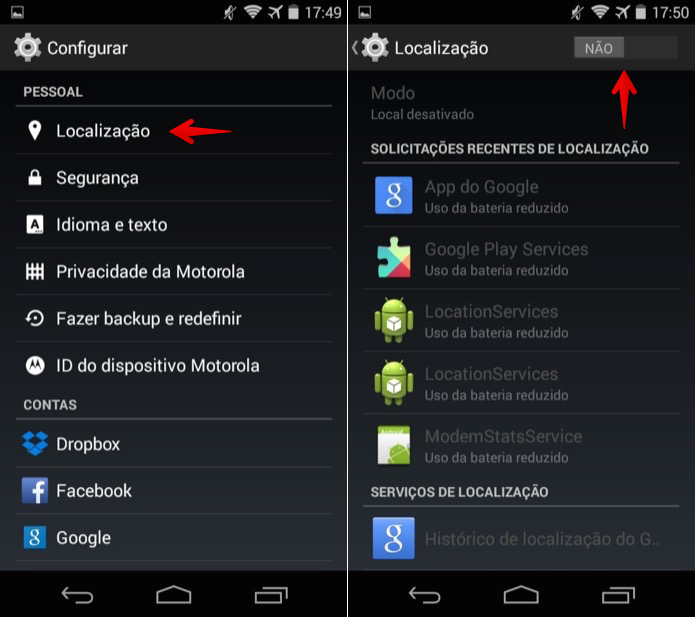 17:49
Configurar
PESSOAL
Localização
Segurança
Idioma e texto
Privacidade da Motorola
Fazer backup e redefinir
ID do dispositivo Motorola
CONTAS
Dropbox
Facebook
Google
17:50
Localização
NÃO
Modo
Local desativado
SOLICITAÇÕES RECENTES DE LOCALIZAÇÃO
App do Google
Uso da bateria reduzido
Google Play Services
Uso da bateria reduzido
LocationServices
Uso da bateria reduzido
LocationServices
Uso da bateria reduzido
ModemStatsService
Uso da bateria reduzido
SERVIÇOS DE LOCALIZAÇÃO
Histórico de localização do G..